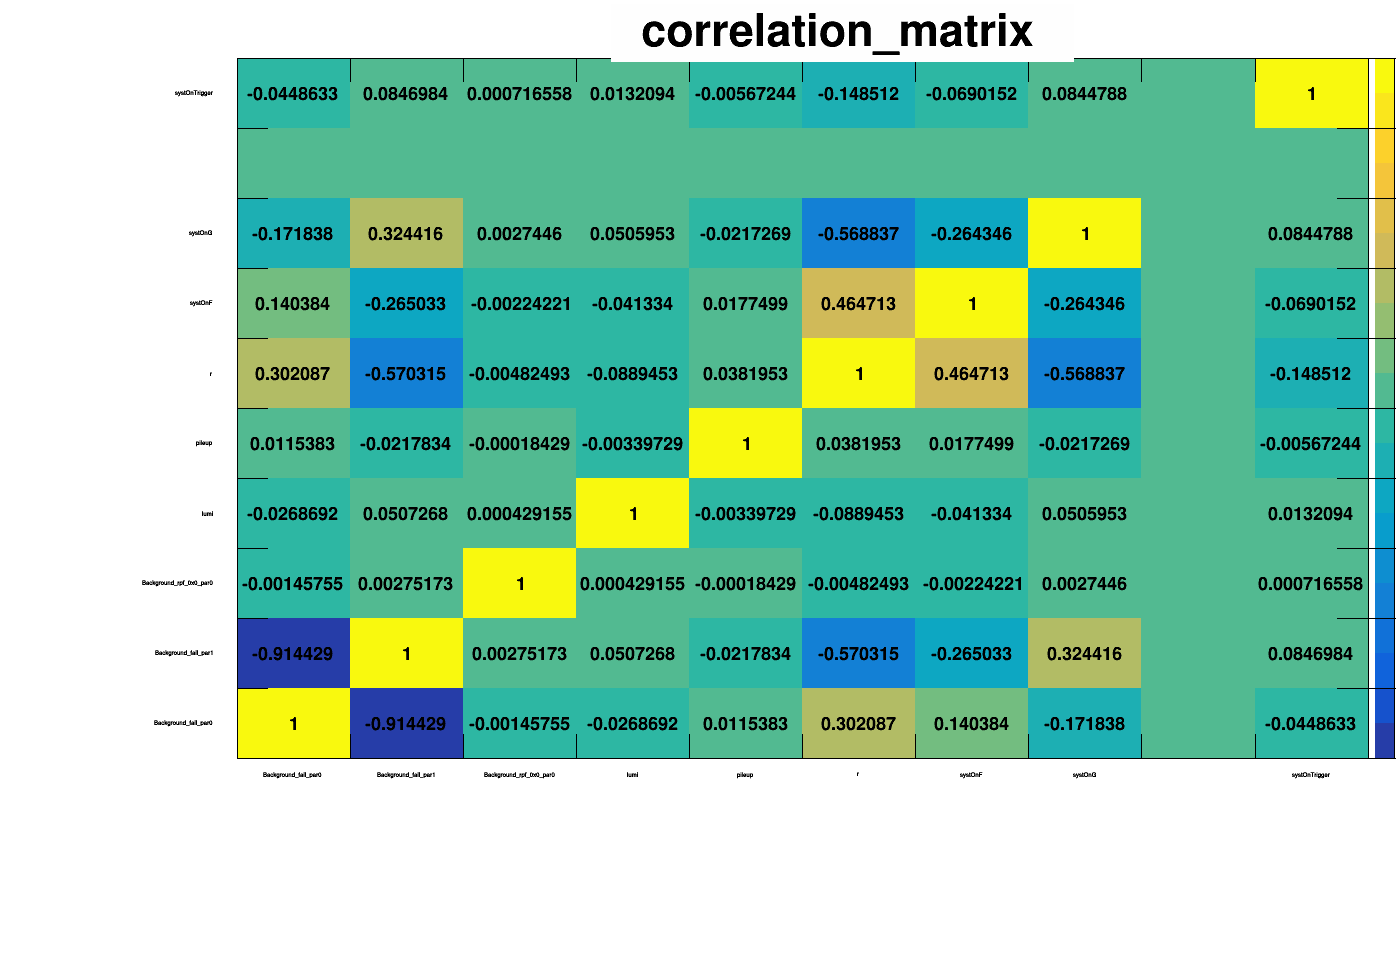 correlation_matrix
systOnTrigger -0.0448633 0.0846984 0.000716558 0.0132094 -0.00567244 -0.148512 -0.0690152 0.0844788 1
systOnG -0.171838 0.324416 0.0027446 0.0505953 -0.0217269 -0.568837 -0.264346 1 0.0844788
systOnF 0.140384 -0.265033 -0.00224221 -0.041334 0.0177499 0.464713 1 -0.264346 -0.0690152
r 0.302087 -0.570315 -0.00482493 -0.0889453 0.0381953 1 0.464713 -0.568837 -0.148512
pileup 0.0115383 -0.0217834 -0.00018429 -0.00339729 1 0.0381953 0.0177499 -0.0217269 -0.00567244
lumi -0.0268692 0.0507268 0.000429155 1 -0.00339729 -0.0889453 -0.041334 0.0505953 0.0132094
Background_rpf_0x0_par0 -0.00145755 0.00275173 1 0.000429155 -0.00018429 -0.00482493 -0.00224221 0.0027446 0.000716558
Background_fail_par1 -0.914429 1 0.00275173 0.0507268 -0.0217834 -0.570315 -0.265033 0.324416 0.0846984
Background_fail_par0 1 -0.914429 -0.00145755 -0.0268692 0.0115383 0.302087 0.140384 -0.171838 -0.0448633
Background_fail_par0 Background_fail_par1 Background_rpf_0x0_par0 lumi pileup r systOnF systOnG systOnTrigger